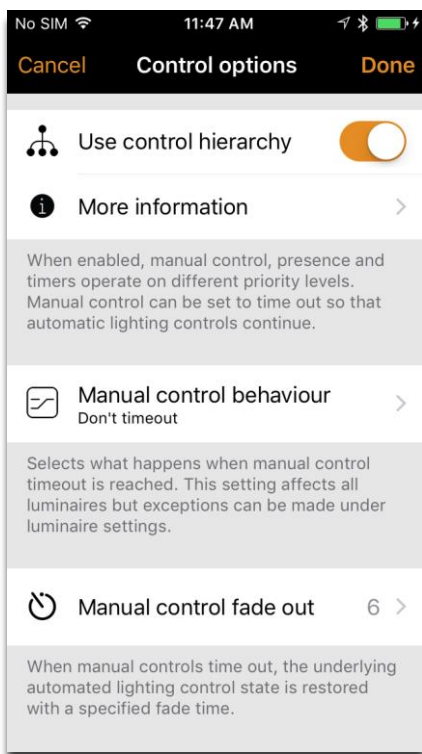 No SIM 11:47 AM
Cancel Control options Done
Use control hierarchy
More information
When enabled, manual control, presence and
timers operate on different priority levels.
Manual control can be set to time out so that
automatic lighting controls continue.
Manual control behaviour
Don't timeout
Selects what happens when manual control
timeout is reached. This setting affects all
luminaires but exceptions can be made under
luminaire settings.
Manual control fade out 6
When manual controls time out, the underlying
automated lighting control state is restored
with a specified fade time.